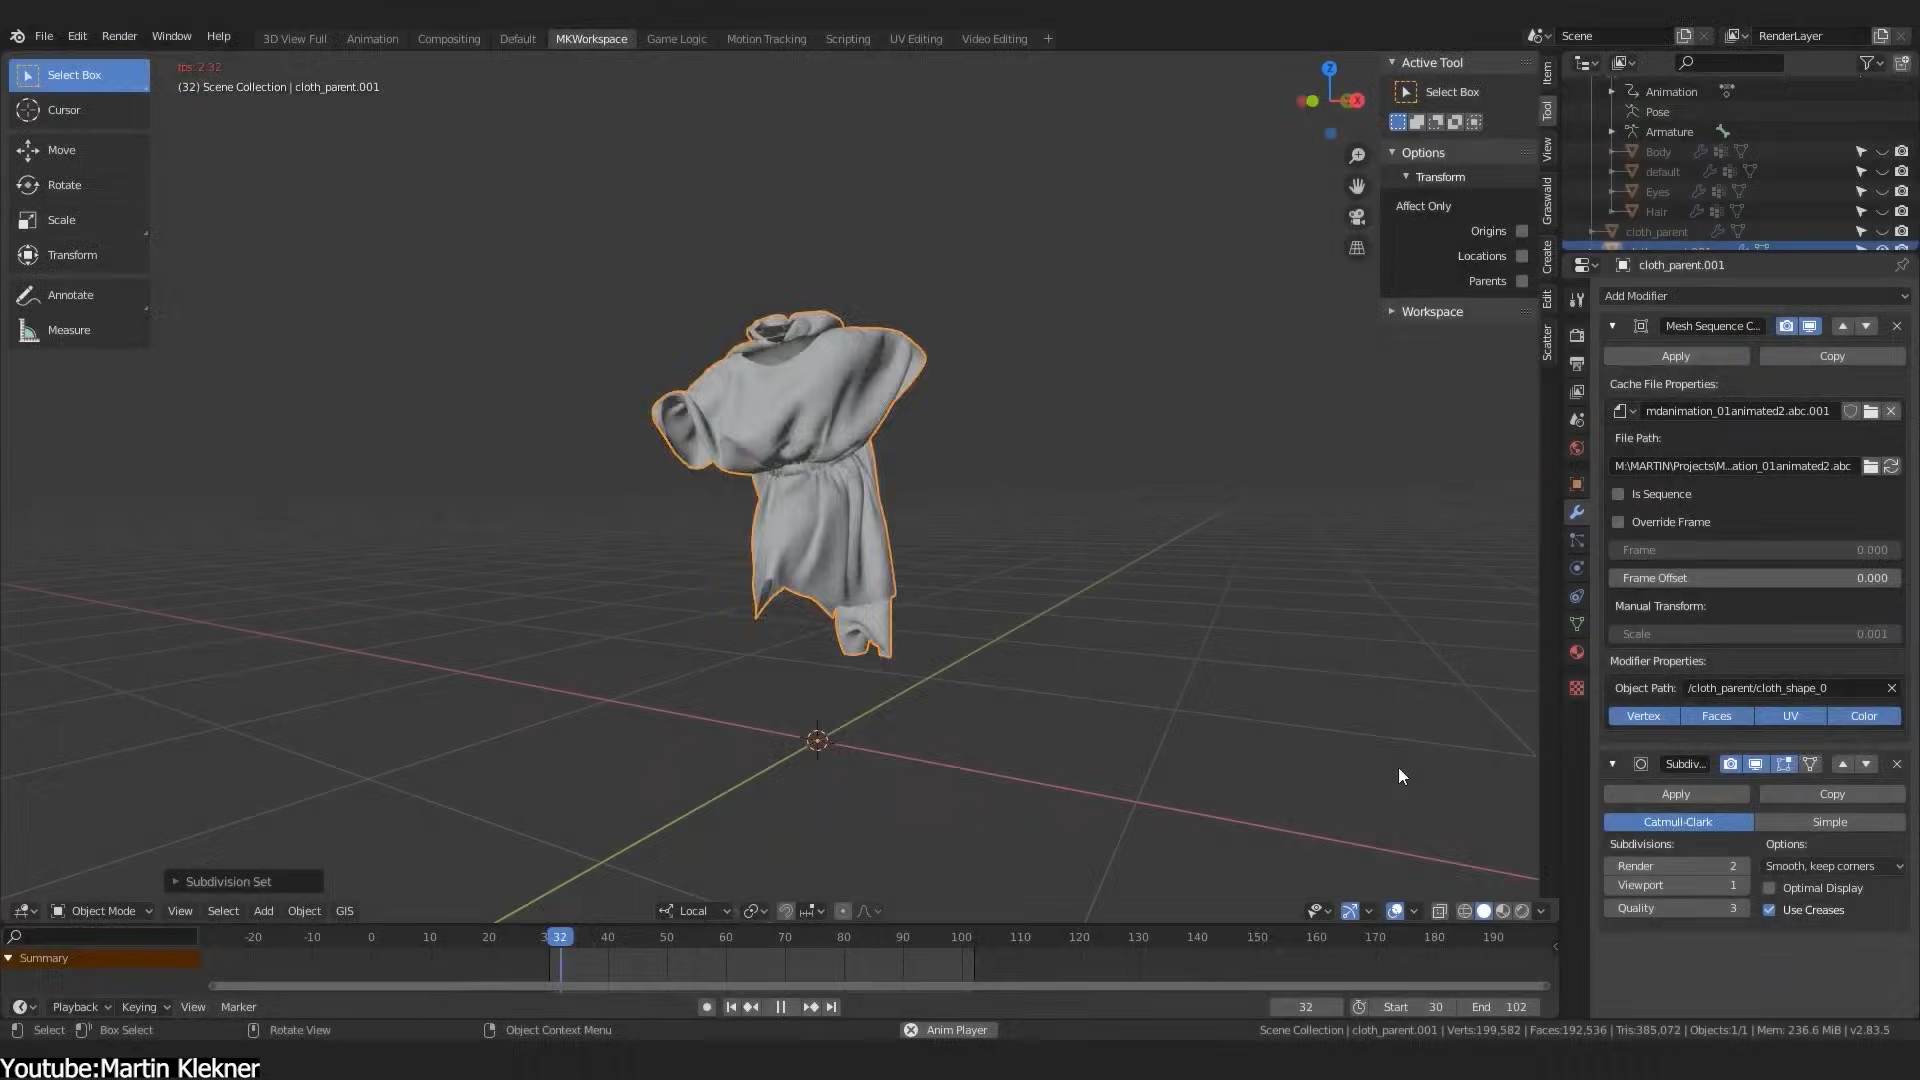 File Edit Render Window Help 3D View Full Animation Compositing Default MKWorkspace Game Logic Motion Tracking Scripting UV Editing Video Editing + Scene RenderLayer
Select Box
Cursor
Move
Rotate
Scale
Transform
Annotate
Measure
fps: 2.32
(32) Scene Collection | cloth_parent.001
Z
X
Active Tool
Select Box
Options
Transform
Affect Only
Origins
Locations
Parents
Workspace
Item
Tool
View
Graswald
Create
Edit
Scatter
Animation
Pose
Armature
Body
default
Eyes
Hair
cloth_parent
cloth_parent.001
Add Modifier
Mesh Sequence C...
Apply Copy
Cache File Properties:
mdanimation_01animated2.abc.001
File Path:
M:\MARTIN\Projects\M...ation_01animated2.abc
Is Sequence
Override Frame
Frame 0.000
Frame Offset 0.000
Manual Transform:
Scale 0.001
Modifier Properties:
Object Path: /cloth_parent/cloth_shape_0
Vertex Faces UV Color
Subdiv...
Apply Copy
Catmull-Clark Simple
Subdivisions: Options:
Render 2 Smooth, keep corners
Viewport 1 Optimal Display
Quality 3 Use Creases
Subdivision Set
Object Mode View Select Add Object GIS Local
-20 -10 0 10 20 32 40 50 60 70 80 90 100 110 120 130 140 150 160 170 180 190
Summary
Playback Keying View Marker 32 Start 30 End 102
Select Box Select Rotate View Object Context Menu Anim Player Scene Collection | cloth_parent.001 | Verts:199,582 | Faces:192,536 | Tris:385,072 | Objects:1/1 | Mem: 236.6 MiB | v2.83.5
Youtube:Martin Klekner